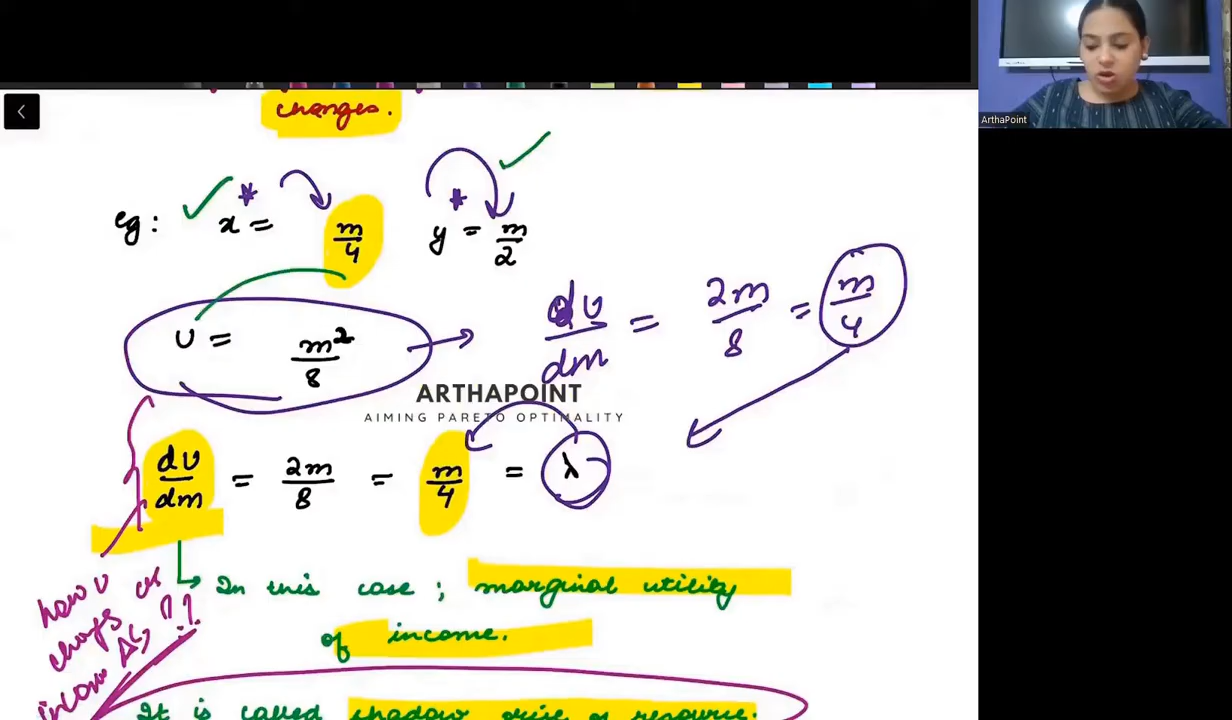 changes.
eg: x* = m/4 y* = m/2
U = m²/8 → dU/dm = 2m/8 = m/4
ARTHAPOINT
AIMING PARETO OPTIMALITY
dU/dm = 2m/8 = m/4 = λ
how U
changes as
income Δs ??
In this case ; marginal utility
of income.
It is called shadow price of resource.
ArthaPoint